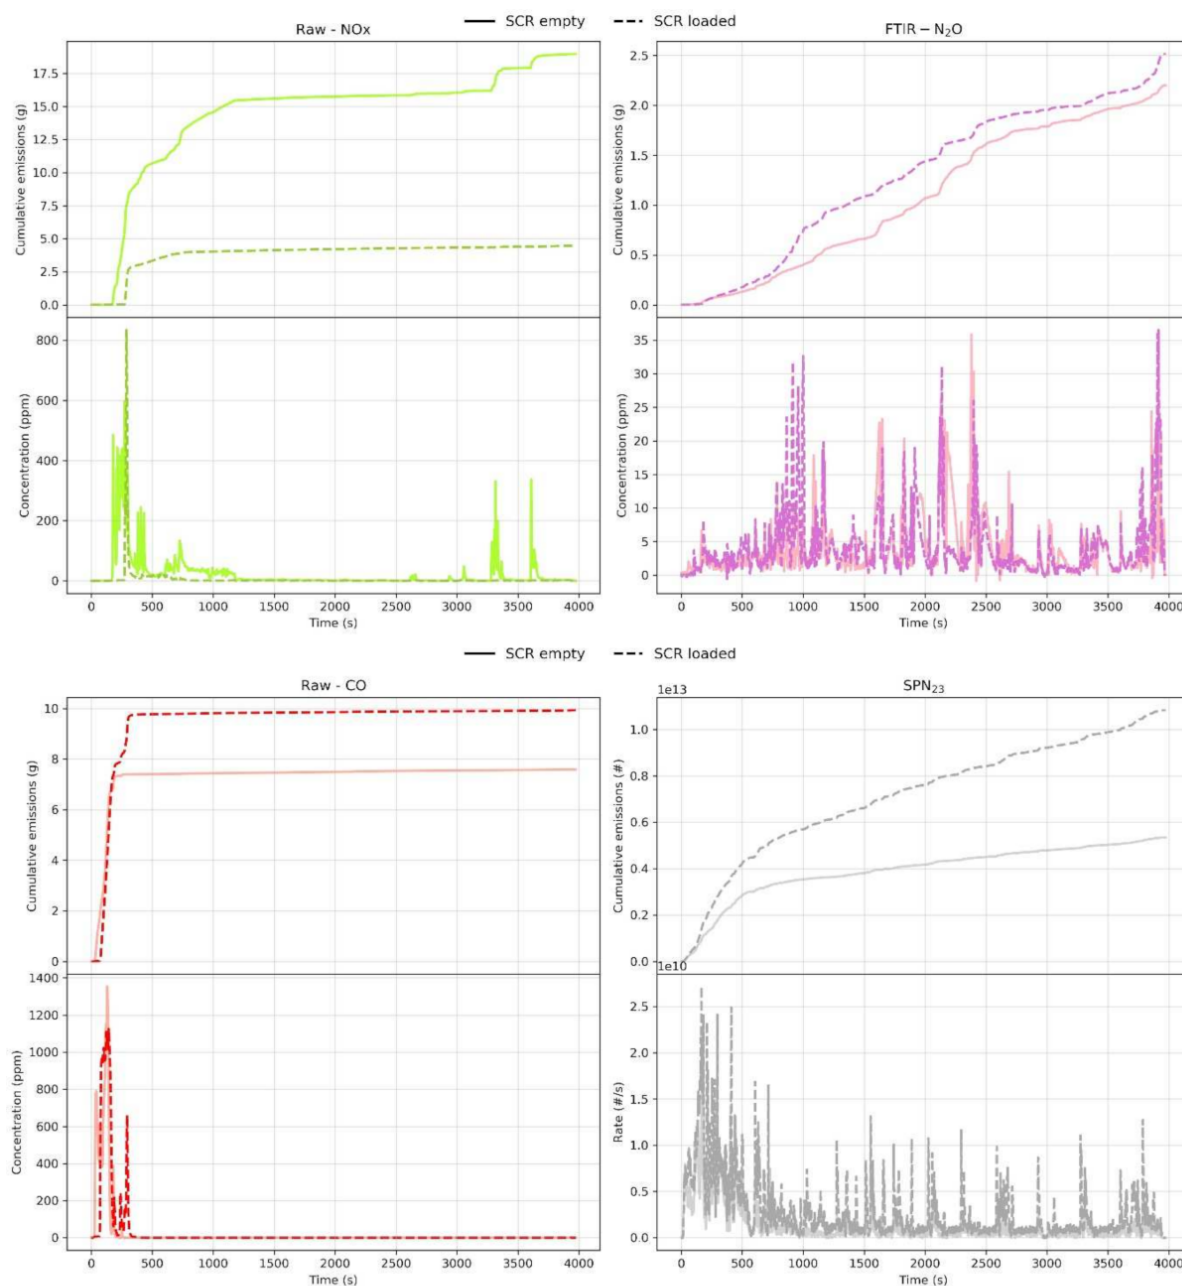 SCR empty SCR loaded
Raw - NOx
Cumulative emissions (g)
17.5
15.0
12.5
10.0
7.5
5.0
2.5
0.0
Concentration (ppm)
800
600
400
200
0
0 500 1000 1500 2000 2500 3000 3500 4000
Time (s)
FTIR – N₂O
Cumulative emissions (g)
2.5
2.0
1.5
1.0
0.5
0.0
Concentration (ppm)
35
30
25
20
15
10
5
0
0 500 1000 1500 2000 2500 3000 3500 4000
Time (s)
SCR empty SCR loaded
Raw - CO
Cumulative emissions (g)
10
8
6
4
2
0
Concentration (ppm)
1400
1200
1000
800
600
400
200
0
0 500 1000 1500 2000 2500 3000 3500 4000
Time (s)
SPN₂₃
1e13
Cumulative emissions (#)
1.0
0.8
0.6
0.4
0.2
0.0
1e10
Rate (#/s)
2.5
2.0
1.5
1.0
0.5
0.0
0 500 1000 1500 2000 2500 3000 3500 4000
Time (s)